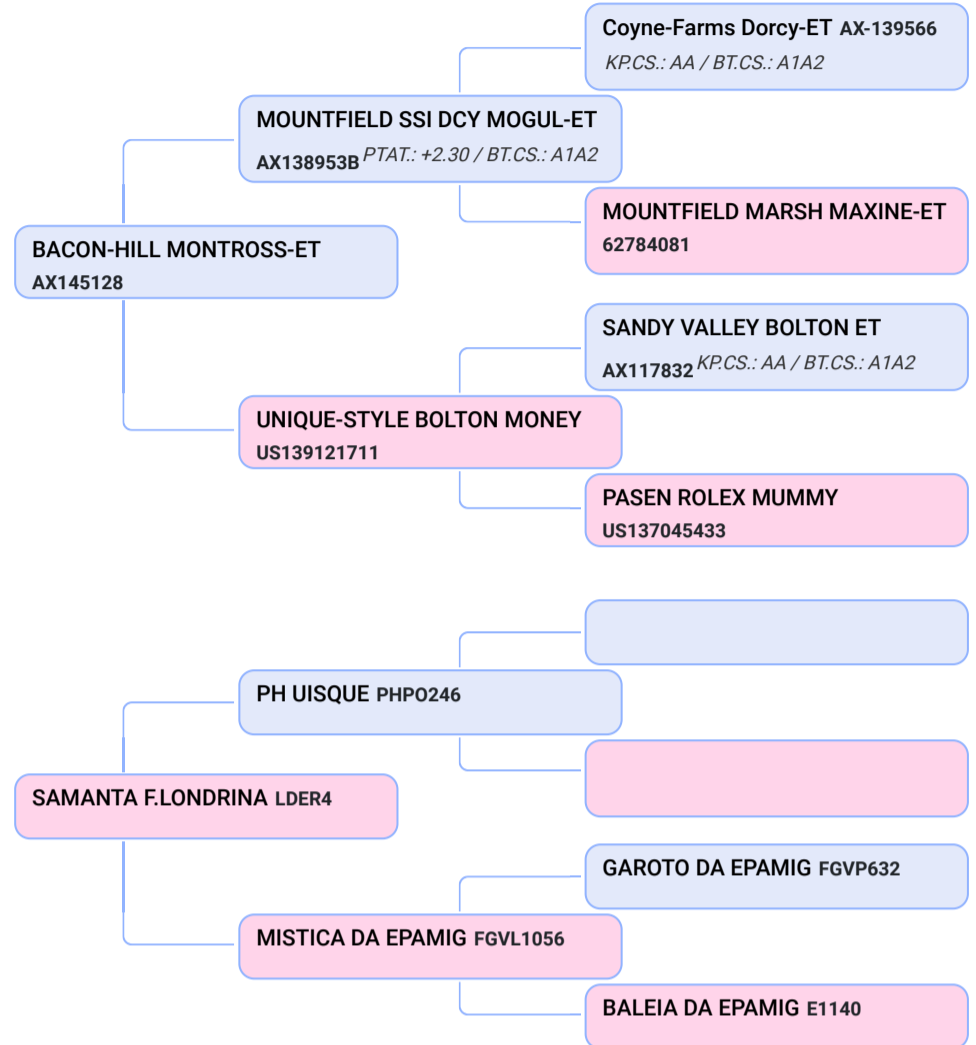 Coyne-Farms Dorcy-ET AX-139566
KP.CS.: AA / BT.CS.: A1A2
MOUNTFIELD SSI DCY MOGUL-ET
AX138953B PTAT.: +2.30 / BT.CS.: A1A2
MOUNTFIELD MARSH MAXINE-ET
62784081
BACON-HILL MONTROSS-ET
AX145128
SANDY VALLEY BOLTON ET
AX117832 KP.CS.: AA / BT.CS.: A1A2
UNIQUE-STYLE BOLTON MONEY
US139121711
PASEN ROLEX MUMMY
US137045433
PH UISQUE PHPO246
SAMANTA F.LONDRINA LDER4
GAROTO DA EPAMIG FGVP632
MISTICA DA EPAMIG FGVL1056
BALEIA DA EPAMIG E1140